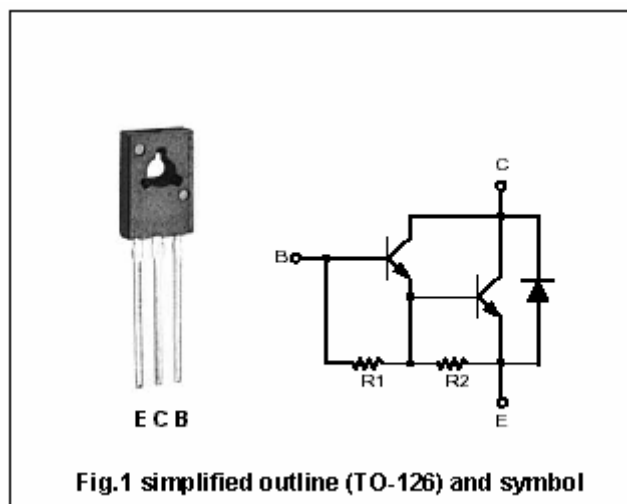 C
B
R1
R2
E
E C B
Fig.1 simplified outline (TO-126) and symbol